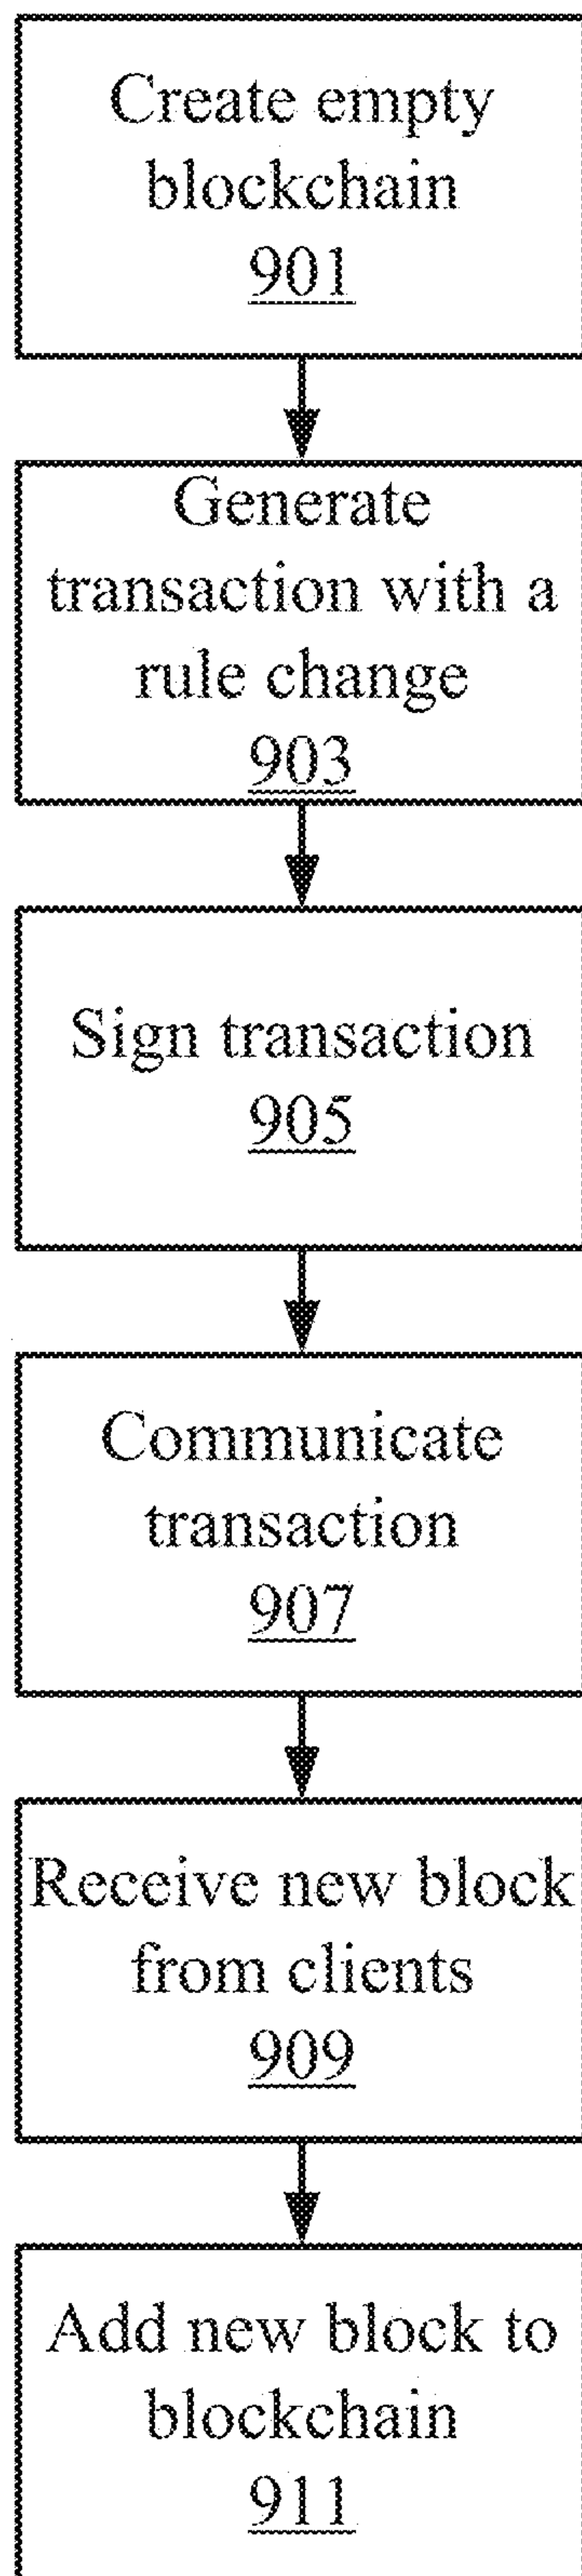 Create empty
blockchain
901
Generate
transaction with a
rule change
903
Sign transaction
905
Communicate
transaction
907
Receive new block
from clients
909
Add new block to
blockchain
911